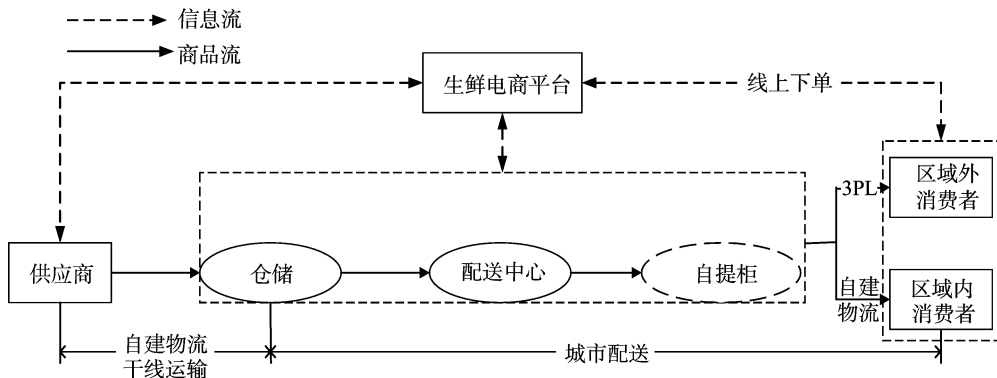 信息流
商品流
生鲜电商平台
线上下单
3PL
区域外
消费者
供应商
仓储
配送中心
自提柜
自建
物流
区域内
消费者
自建物流
干线运输
城市配送